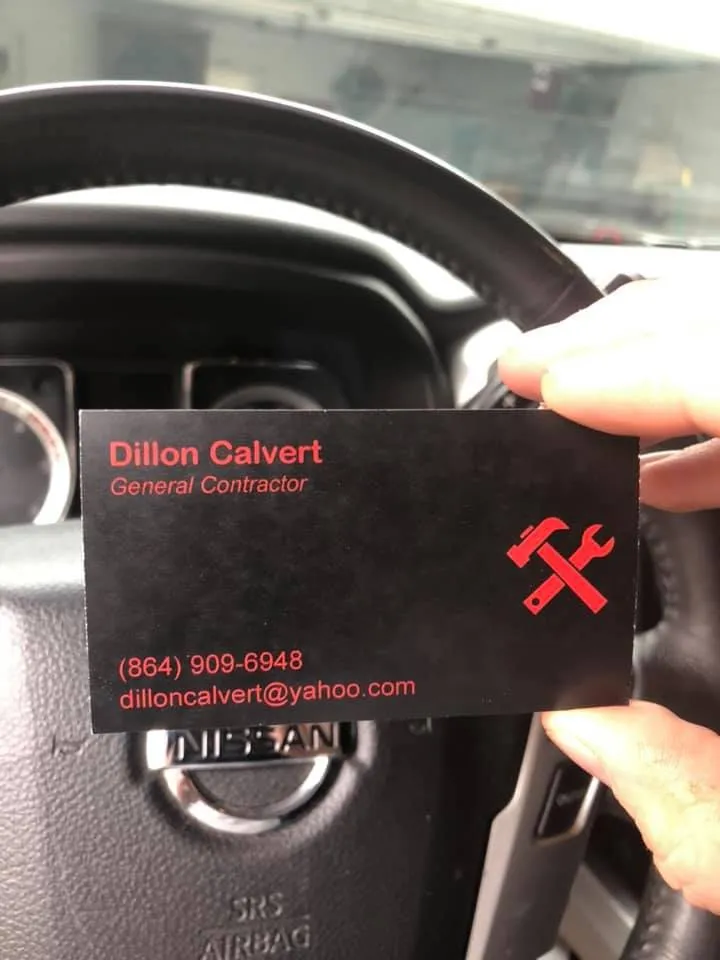 Dillon Calvert
General Contractor
(864) 909-6948
dilloncalvert@yahoo.com
NISSAN
SRS
AIRBAG